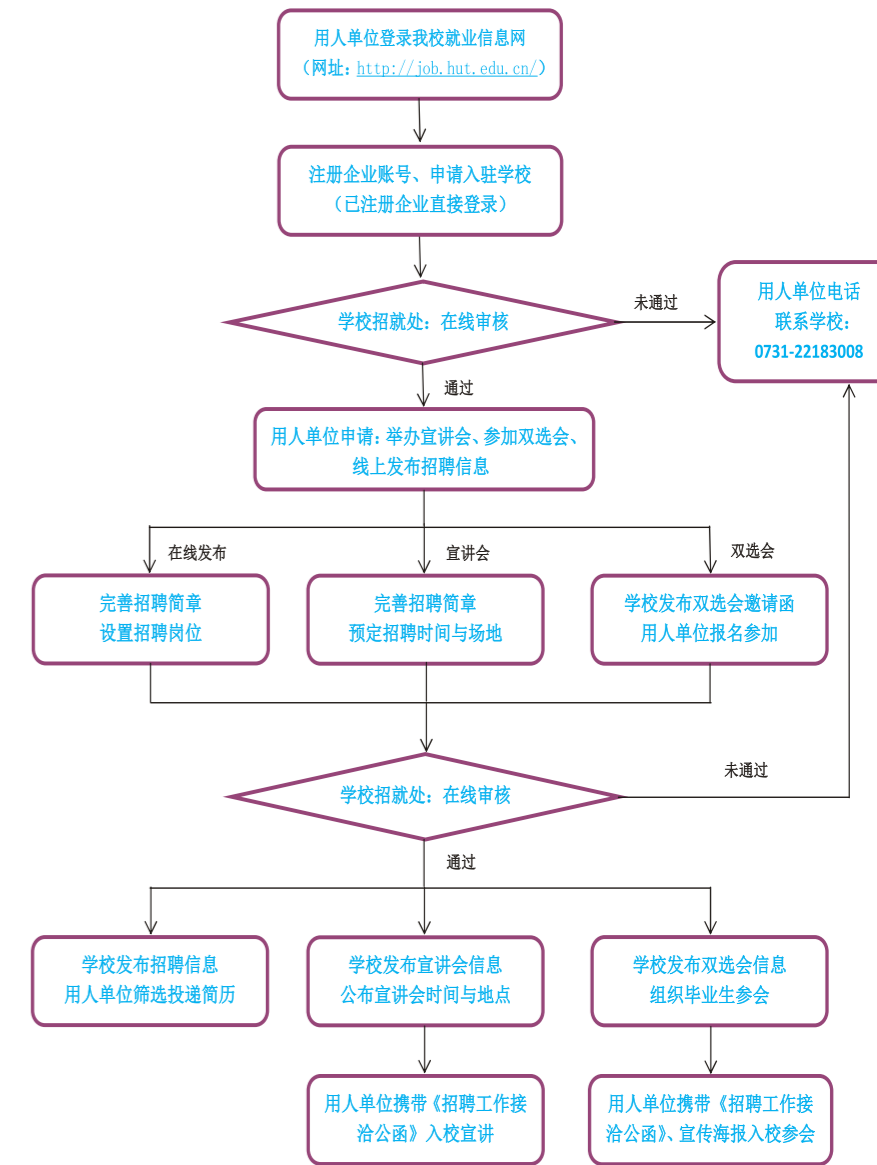 用人单位登录我校就业信息网
（网址：http://job.hut.edu.cn/）
注册企业账号、申请入驻学校
（已注册企业直接登录）
学校招就处：在线审核
未通过
用人单位电话
联系学校：
0731-22183008
通过
用人单位申请：举办宣讲会、参加双选会、
线上发布招聘信息
在线发布
宣讲会
双选会
完善招聘简章
设置招聘岗位
完善招聘简章
预定招聘时间与场地
学校发布双选会邀请函
用人单位报名参加
学校招就处：在线审核
未通过
通过
学校发布招聘信息
用人单位筛选投递简历
学校发布宣讲会信息
公布宣讲会时间与地点
学校发布双选会信息
组织毕业生参会
用人单位携带《招聘工作接
洽公函》入校宣讲
用人单位携带《招聘工作接
洽公函》、宣传海报入校参会